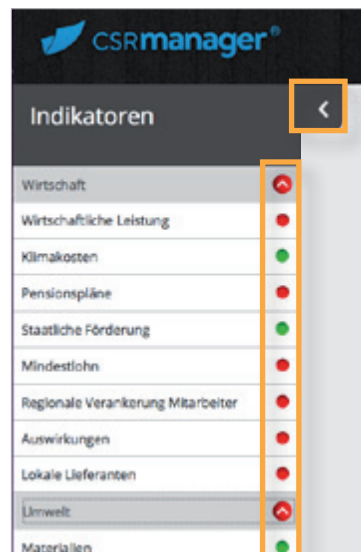 CSRmanager®
Indikatoren
Wirtschaft
Wirtschaftliche Leistung
Klimakosten
Pensionspläne
Staatliche Förderung
Mindestlohn
Regionale Verankerung Mitarbeiter
Auswirkungen
Lokale Lieferanten
Umwelt
Materialien